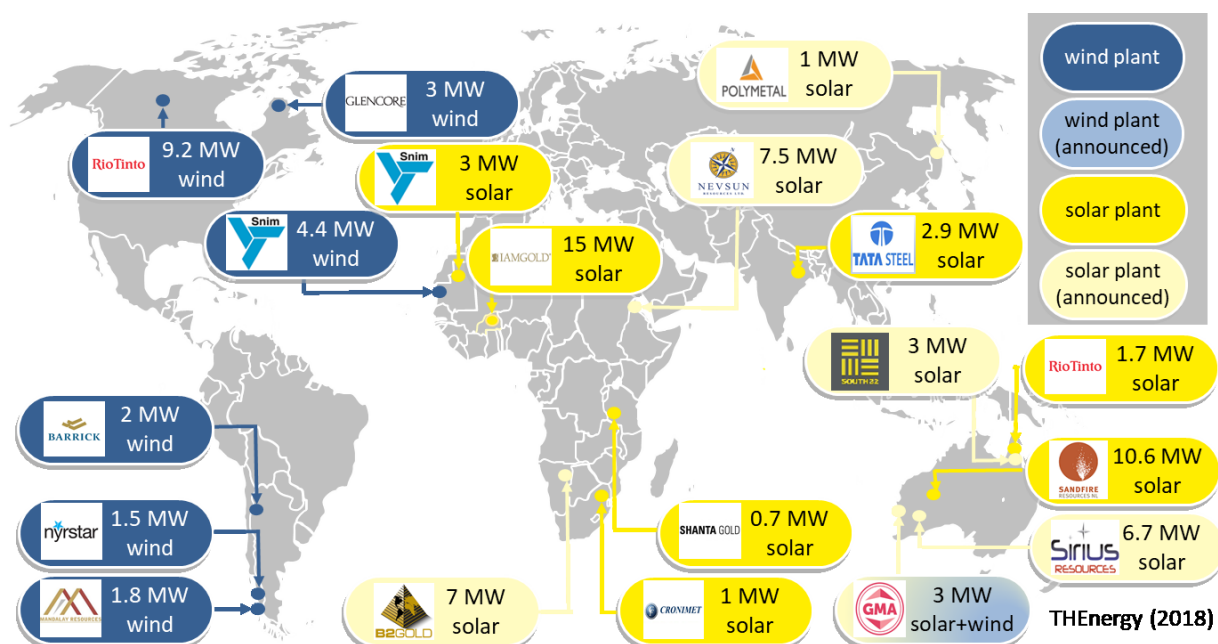 1 MW
solar
POLYMETAL
wind plant
3 MW
wind
GLENCORE
wind plant
(announced)
9.2 MW
wind
RioTinto
Snim
3 MW
solar
7.5 MW
solar
NEVSUN
RESOURCES LTD.
solar plant
Snim
4.4 MW
wind
IAMGOLD
15 MW
solar
TATA STEEL
2.9 MW
solar
solar plant
(announced)
SOUTH32
3 MW
solar
RioTinto
1.7 MW
solar
BARRICK
2 MW
wind
SANDFIRE
RESOURCES NL
10.6 MW
solar
nyrstar
1.5 MW
wind
SHANTA GOLD
0.7 MW
solar
Sirius
RESOURCES
6.7 MW
solar
MANDALAY RESOURCES
1.8 MW
wind
B2GOLD
7 MW
solar
CRONIMET
1 MW
solar
GMA
3 MW
solar+wind
THEnergy (2018)